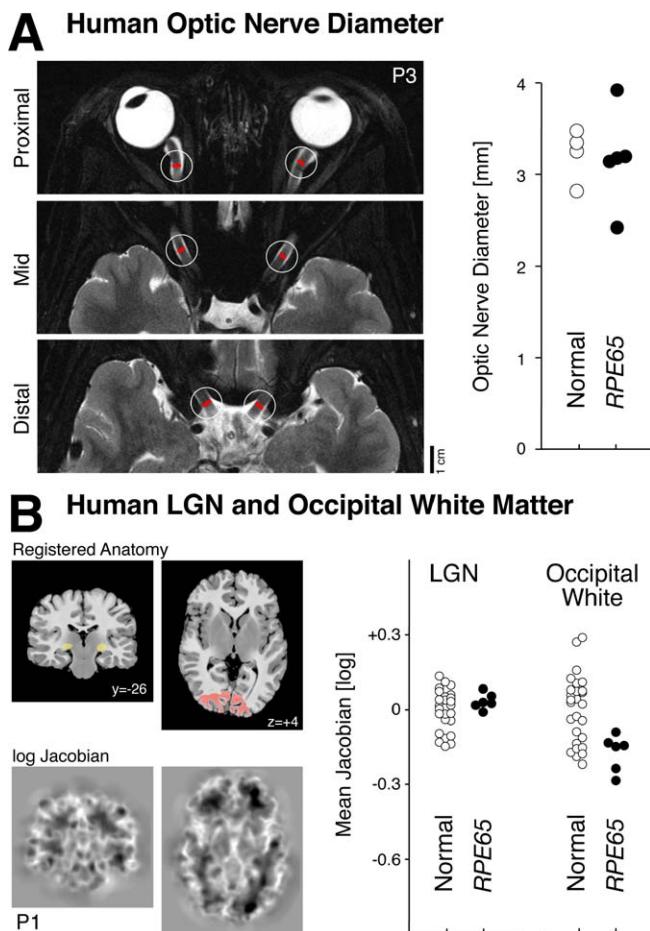 A Human Optic Nerve Diameter
Proximal
P3
Mid
Distal
1 cm
Optic Nerve Diameter [mm]
4
3
2
1
0
Normal
RPE65
B Human LGN and Occipital White Matter
Registered Anatomy
y=-26
z=+4
log Jacobian
P1
Mean Jacobian [log]
LGN
Occipital
White
+0.3
0
-0.3
-0.6
Normal
RPE65
Normal
RPE65